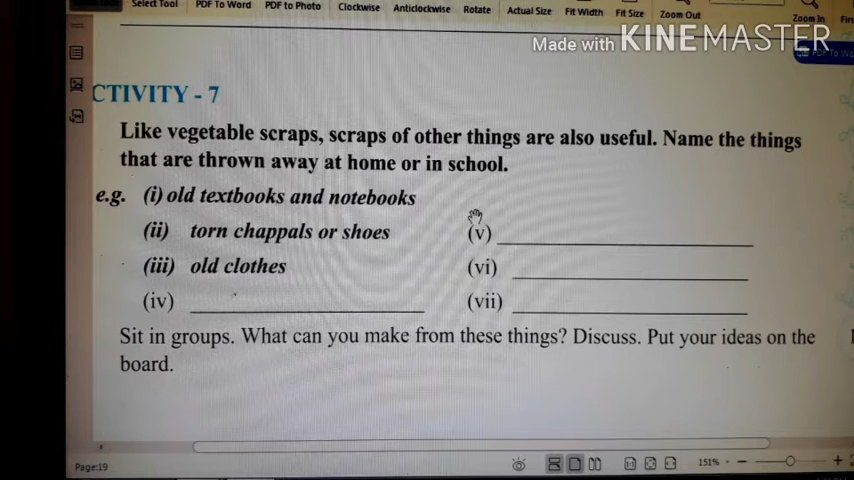 Select Tool PDF To Word PDF to Photo Clockwise Anticlockwise Rotate Actual Size Fit Width Fit Size Zoom Out Zoom In
Made with KINEMASTER
CTIVITY - 7
Like vegetable scraps, scraps of other things are also useful. Name the things
that are thrown away at home or in school.
e.g. (i) old textbooks and notebooks
(ii) torn chappals or shoes (v)
(iii) old clothes (vi)
(iv) (vii)
Sit in groups. What can you make from these things? Discuss. Put your ideas on the
board.
Page:19 151%